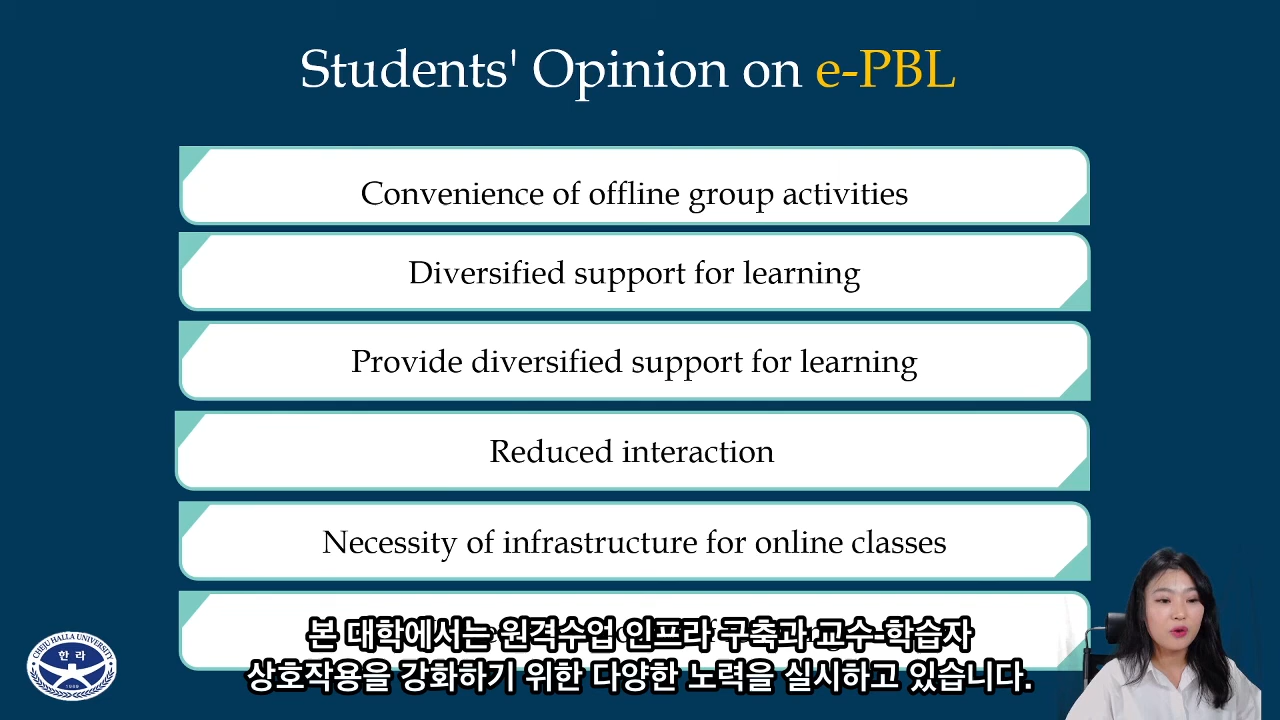 Students' Opinion on e-PBL
Convenience of offline group activities
Diversified support for learning
Provide diversified support for learning
Reduced interaction
Necessity of infrastructure for online classes
본 대학에서는 원격수업 인프라 구축과 교수-학습자
상호작용을 강화하기 위한 다양한 노력을 실시하고 있습니다.
CHEJU HALLA UNIVERSITY
한라